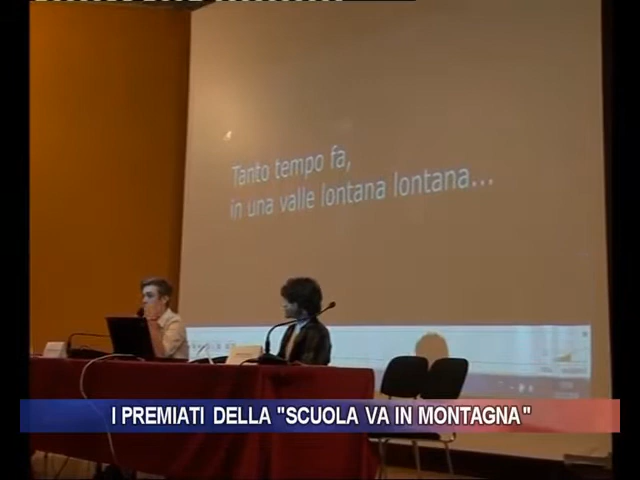 Tanto tempo fa,
in una valle lontana lontana...
I PREMIATI DELLA "SCUOLA VA IN MONTAGNA"